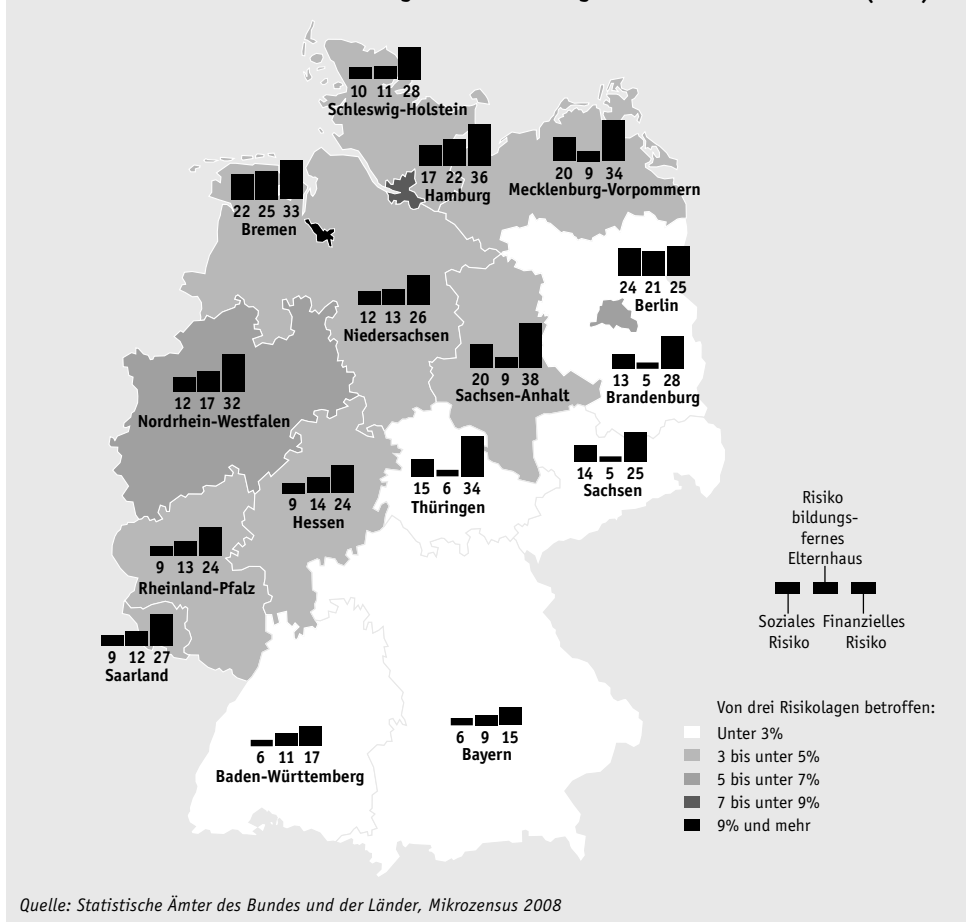 10 11 28
Schleswig-Holstein
17 22 36
Hamburg
20 9 34
Mecklenburg-Vorpommern
22 25 33
Bremen
24 21 25
Berlin
12 13 26
Niedersachsen
20 9 38
Sachsen-Anhalt
13 5 28
Brandenburg
12 17 32
Nordrhein-Westfalen
14 5 25
Sachsen
15 6 34
Thüringen
9 14 24
Hessen
9 13 24
Rheinland-Pfalz
9 12 27
Saarland
6 11 17
Baden-Württemberg
6 9 15
Bayern
Risiko
bildungs-
fernes
Elternhaus
Soziales Finanzielles
Risiko Risiko
Von drei Risikolagen betroffen:
Unter 3%
3 bis unter 5%
5 bis unter 7%
7 bis unter 9%
9% und mehr
Quelle: Statistische Ämter des Bundes und der Länder, Mikrozensus 2008